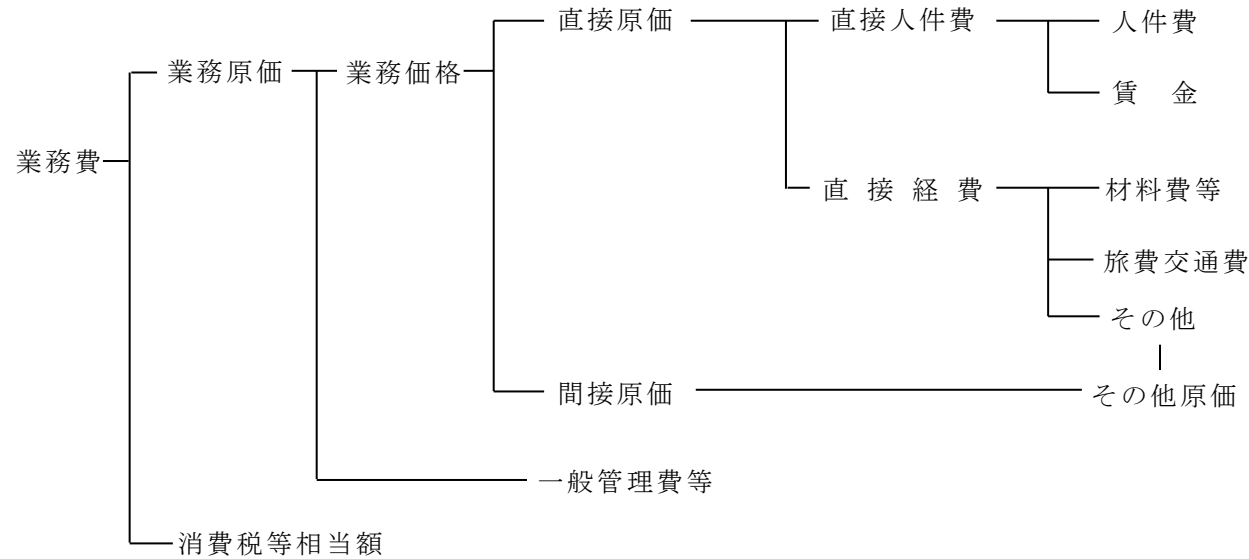 直接原価
直接人件費
人件費
業務原価
業務価格
賃　金
業務費
直 接 経 費
材料費等
旅費交通費
その他
間接原価
その他原価
一般管理費等
消費税等相当額